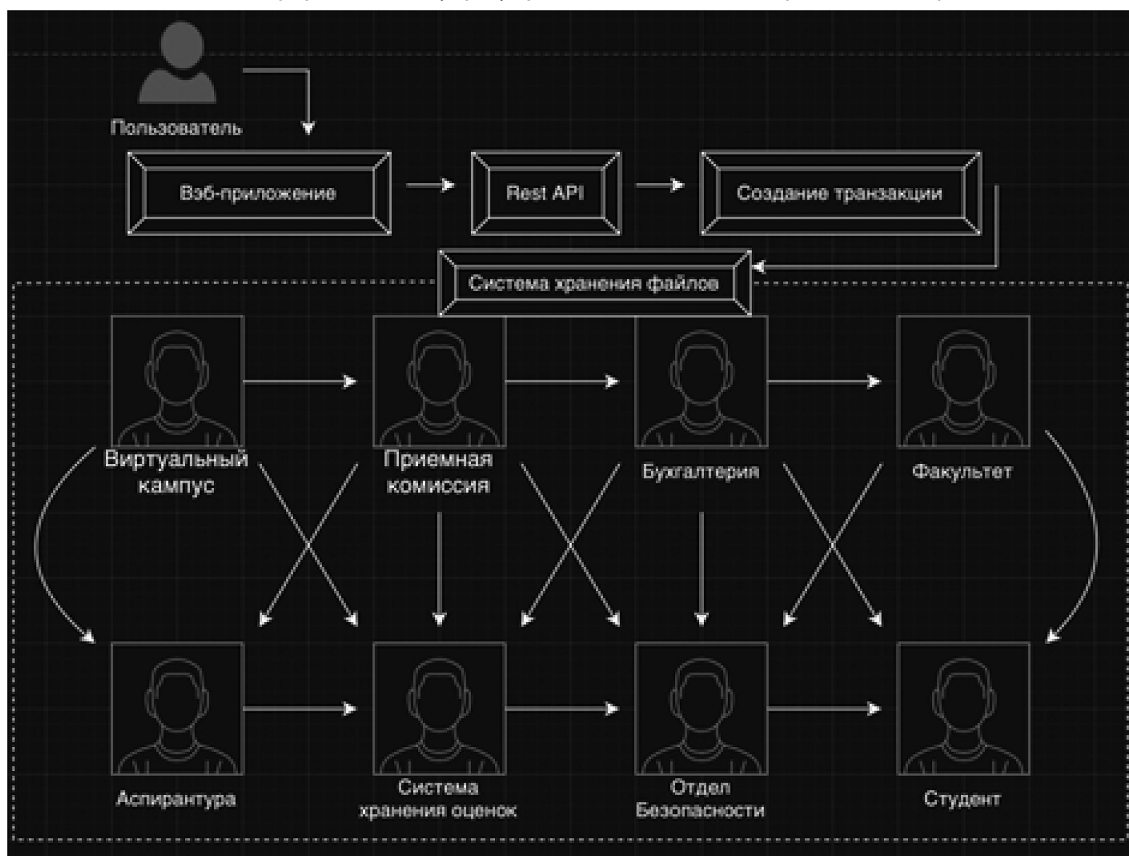 Пользователь
Вэб-приложение
Rest API
Создание транзакции
Система хранения файлов
Виртуальный
кампус
Приемная
комиссия
Бухгалтерия
Факультет
Аспирантура
Система
хранения оценок
Отдел
Безопасности
Студент